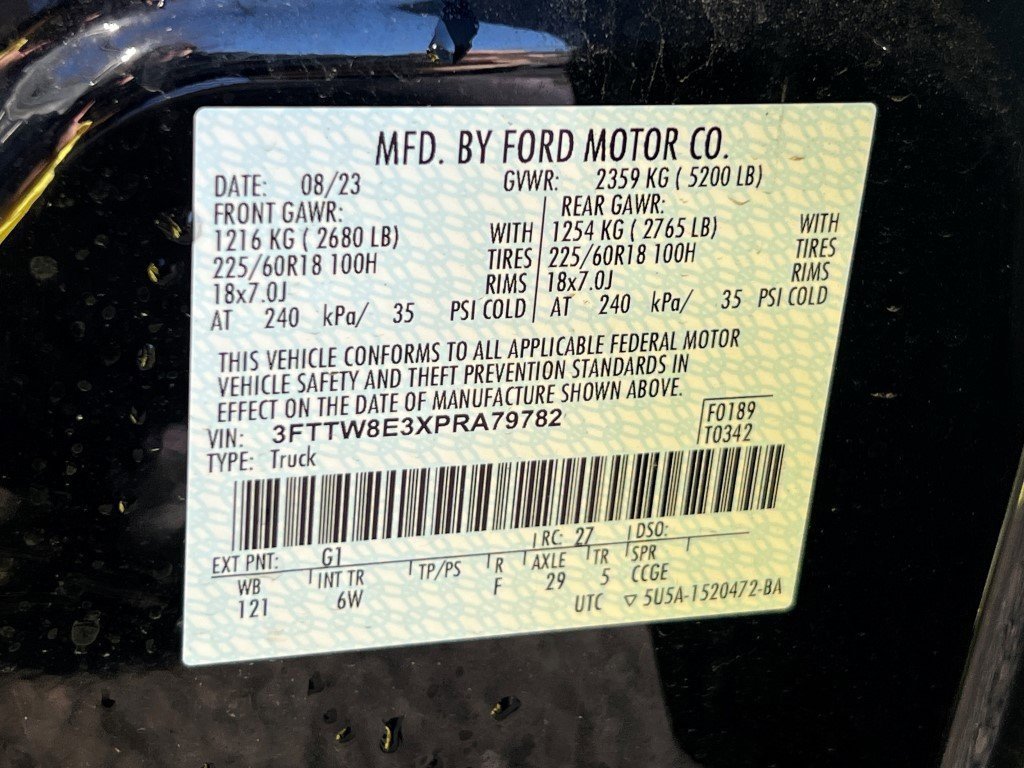 MFD. BY FORD MOTOR CO.
DATE: 08/23 GVWR: 2359 KG ( 5200 LB)
FRONT GAWR: REAR GAWR:
1216 KG ( 2680 LB) WITH 1254 KG ( 2765 LB) WITH
225/60R18 100H TIRES 225/60R18 100H TIRES
18x7.0J RIMS 18x7.0J RIMS
AT 240 kPa/ 35 PSI COLD AT 240 kPa/ 35 PSI COLD
THIS VEHICLE CONFORMS TO ALL APPLICABLE FEDERAL MOTOR
VEHICLE SAFETY AND THEFT PREVENTION STANDARDS IN
EFFECT ON THE DATE OF MANUFACTURE SHOWN ABOVE.
VIN: 3FTTW8E3XPRA79782 F0189
TYPE: Truck T0342
EXT PNT: G1 RC: 27 DSO:
WB INT TR TP/PS R AXLE TR SPR
121 6W F 29 5 CCGE
UTC ▽ 5U5A-1520472-BA